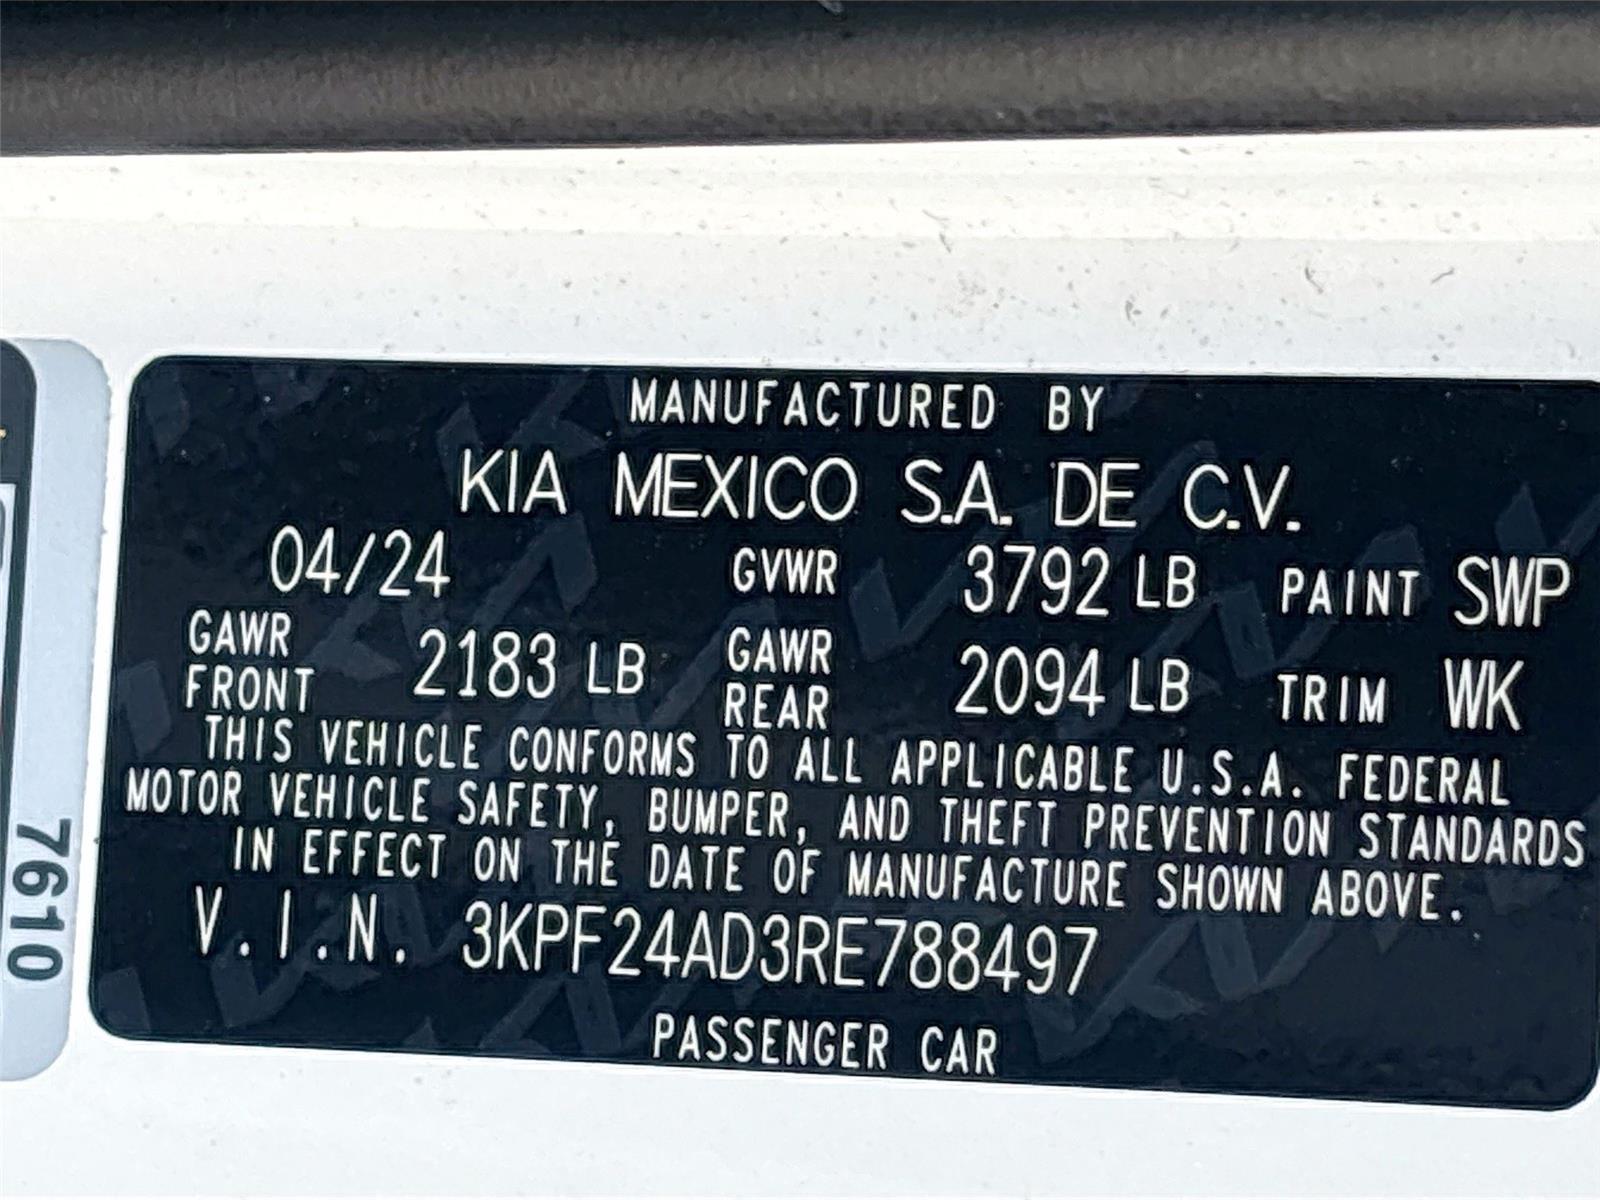 MANUFACTURED BY
KIA MEXICO S.A. DE C.V.
04/24 GVWR 3792 LB PAINT SWP
GAWR FRONT 2183 LB GAWR REAR 2094 LB TRIM WK
THIS VEHICLE CONFORMS TO ALL APPLICABLE U.S.A. FEDERAL
MOTOR VEHICLE SAFETY, BUMPER, AND THEFT PREVENTION STANDARDS
IN EFFECT ON THE DATE OF MANUFACTURE SHOWN ABOVE.
V.I.N. 3KPF24AD3RE788497
PASSENGER CAR
7610